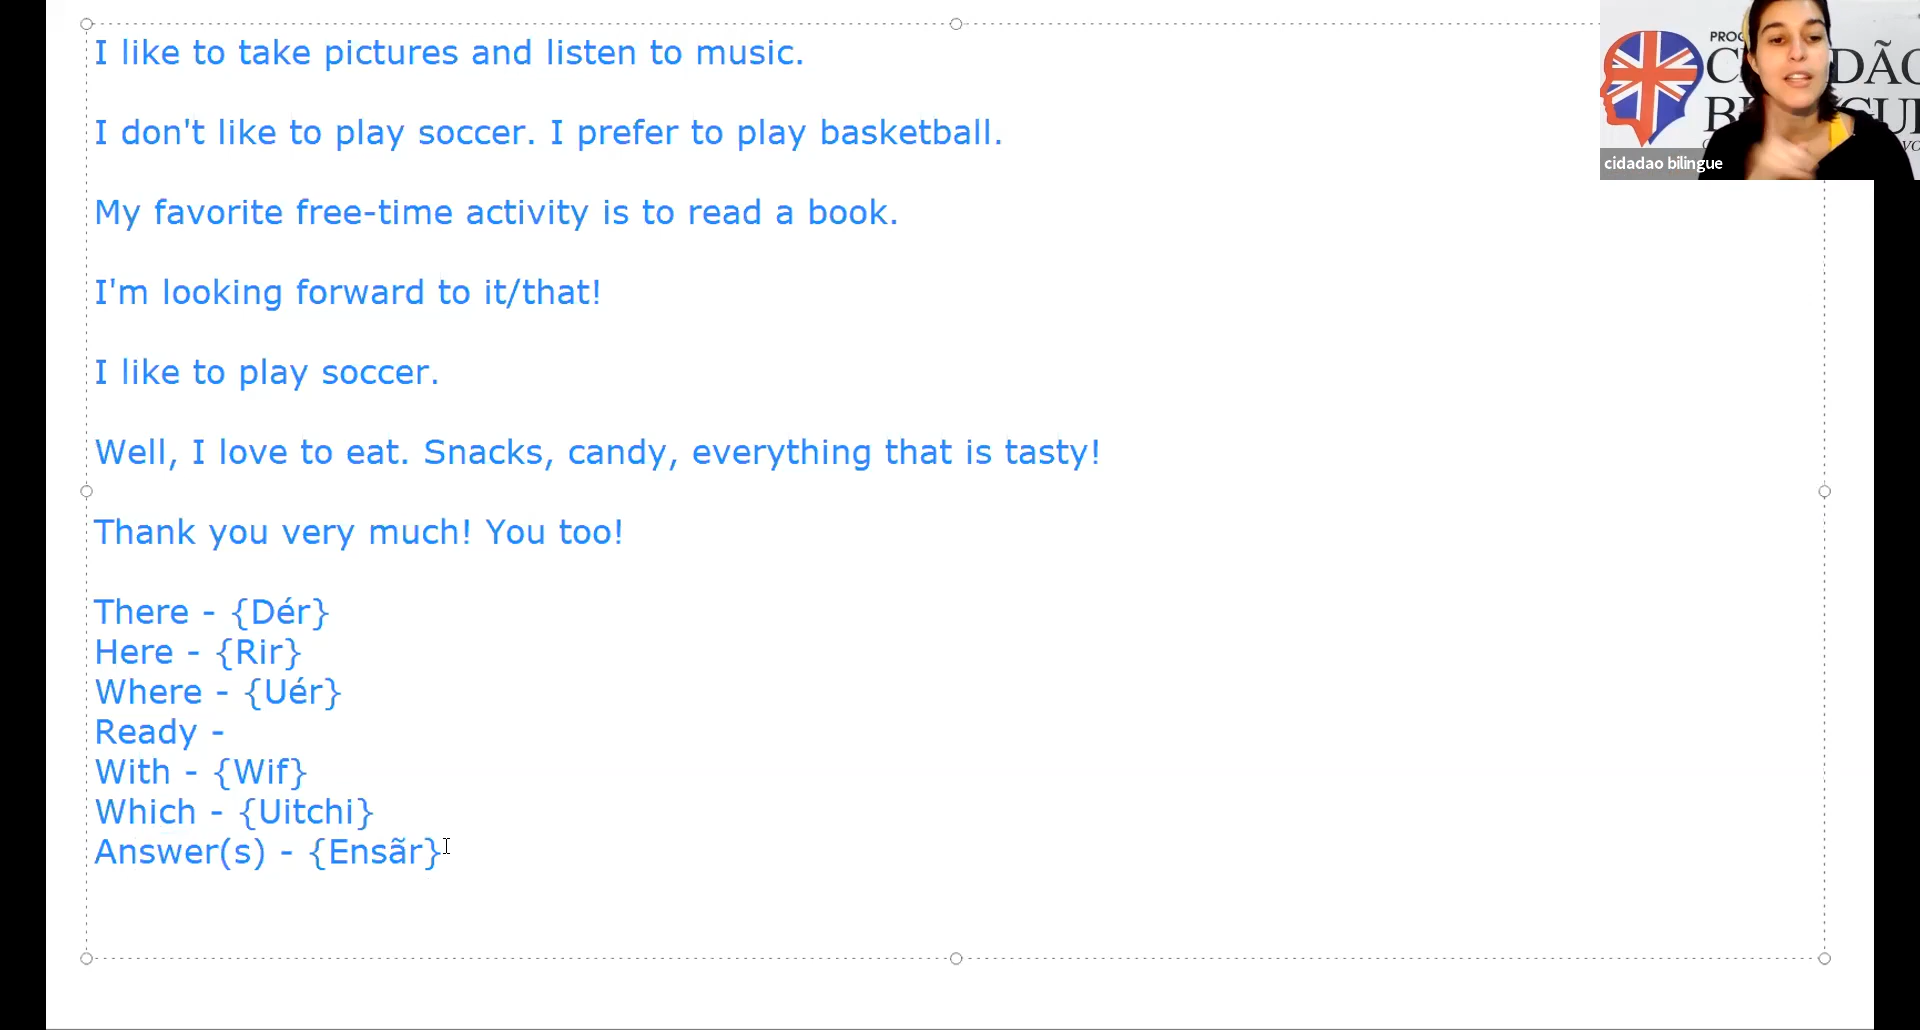 I like to take pictures and listen to music.
I don't like to play soccer. I prefer to play basketball.
My favorite free-time activity is to read a book.
I'm looking forward to it/that!
I like to play soccer.
Well, I love to eat. Snacks, candy, everything that is tasty!
Thank you very much! You too!
There - {Dér}
Here - {Rir}
Where - {Uér}
Ready -
With - {Wif}
Which - {Uitchi}
Answer(s) - {Ensãr}
cidadao bilingue